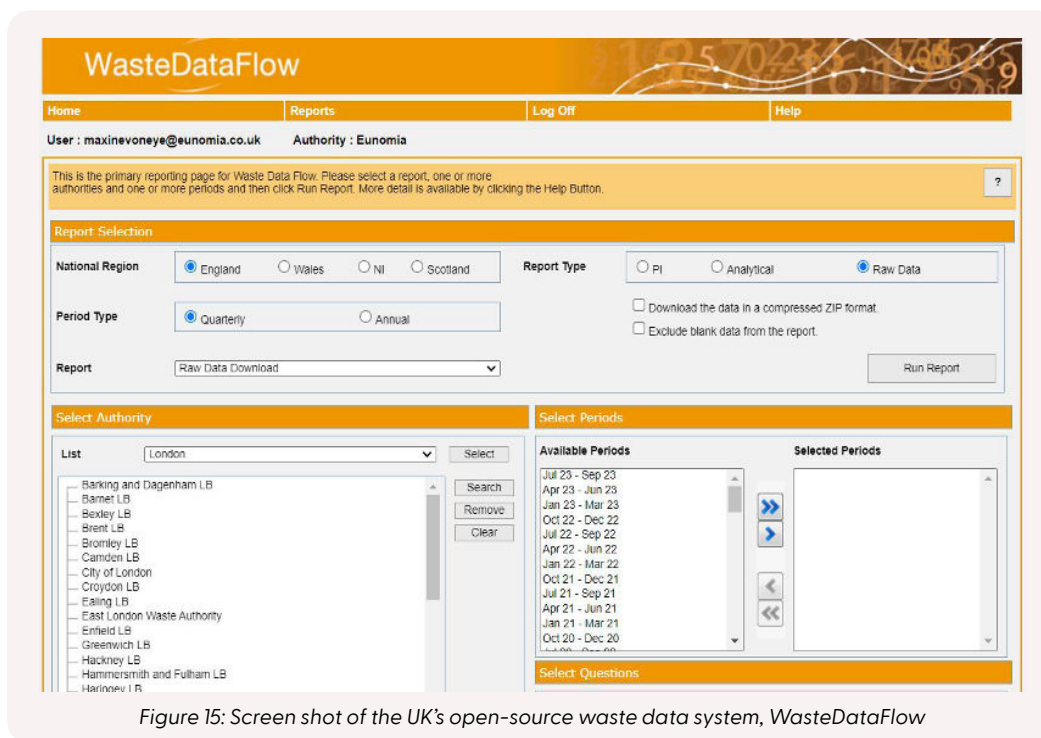 WasteDataFlow
Home Reports Log Off Help
User : maxinevoneye@eunomia.co.uk Authority : Eunomia
This is the primary reporting page for Waste Data Flow. Please select a report, one or more
authorities and one or more periods and then click Run Report. More detail is available by clicking the Help Button.
?
Report Selection
National Region England Wales NI Scotland Report Type PI Analytical Raw Data
Period Type Quarterly Annual
Download the data in a compressed ZIP format.
Exclude blank data from the report.
Report Raw Data Download Run Report
Select Authority
List London Select
Search
Remove
Clear
Barking and Dagenham LB
Barnet LB
Bexley LB
Brent LB
Bromley LB
Camden LB
City of London
Croydon LB
Ealing LB
East London Waste Authority
Enfield LB
Greenwich LB
Hackney LB
Hammersmith and Fulham LB
Haringey LB
Select Periods
Available Periods Selected Periods
Jul 23 - Sep 23
Apr 23 - Jun 23
Jan 23 - Mar 23
Oct 22 - Dec 22
Jul 22 - Sep 22
Apr 22 - Jun 22
Jan 22 - Mar 22
Oct 21 - Dec 21
Jul 21 - Sep 21
Apr 21 - Jun 21
Jan 21 - Mar 21
Oct 20 - Dec 20
Select Questions
Figure 15: Screen shot of the UK's open-source waste data system, WasteDataFlow